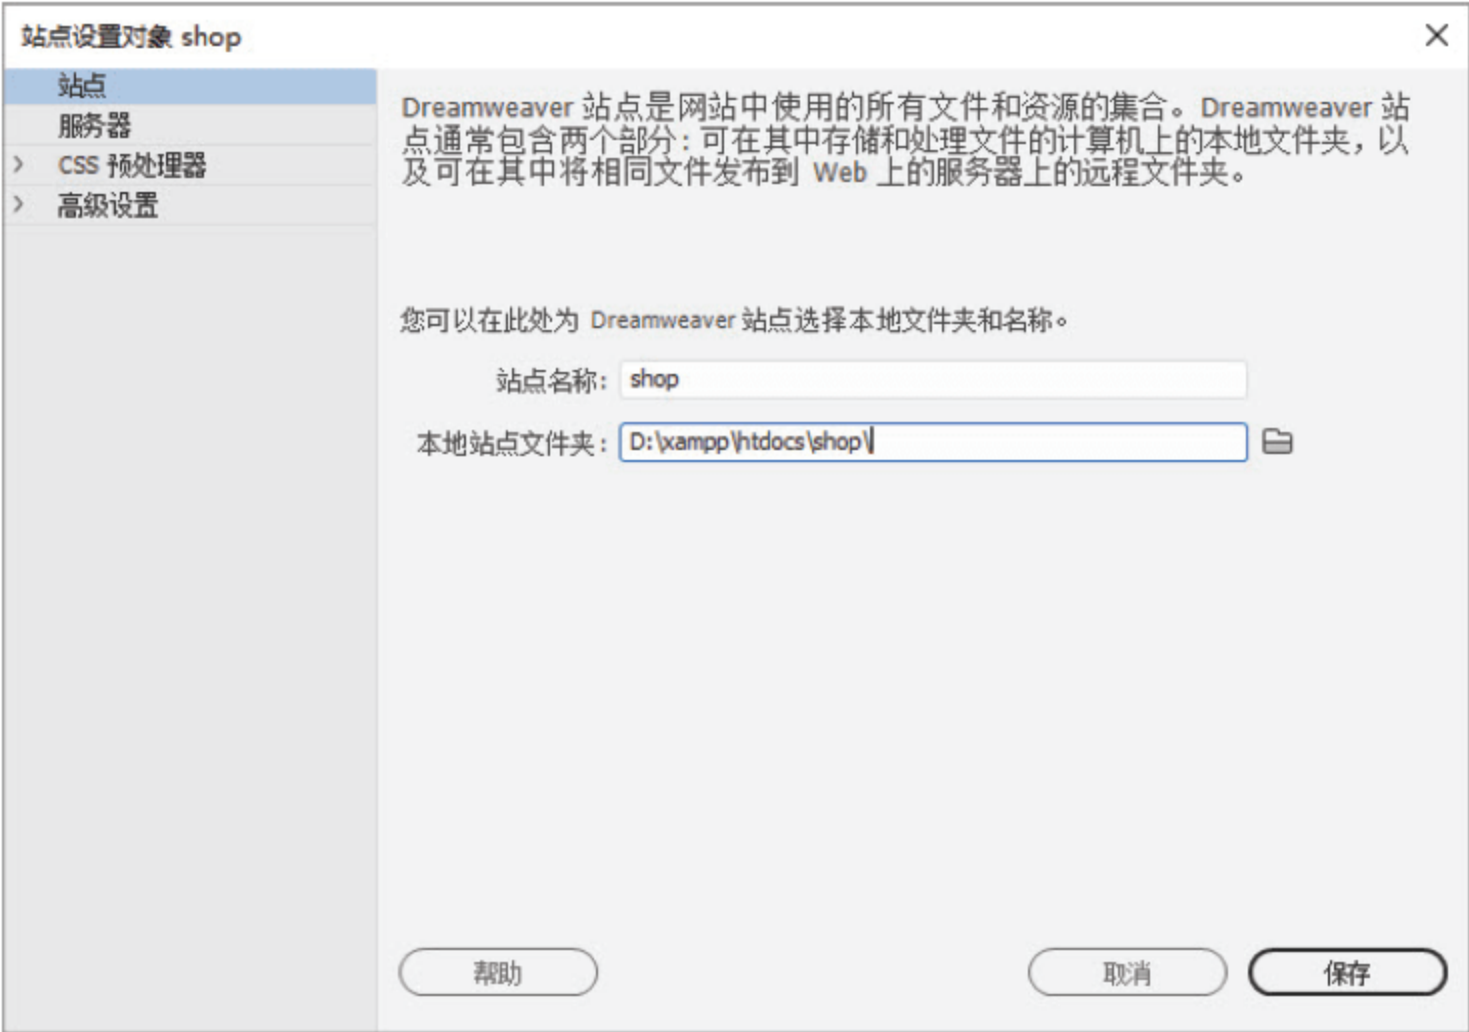 站点设置对象 shop
站点
服务器
CSS 预处理器
高级设置
Dreamweaver 站点是网站中使用的所有文件和资源的集合。Dreamweaver 站
点通常包含两个部分：可在其中存储和处理文件的计算机上的本地文件夹，以
及可在其中将相同文件发布到 Web 上的服务器上的远程文件夹。
您可以在此处为 Dreamweaver 站点选择本地文件夹和名称。
站点名称： shop
本地站点文件夹： D:\xampp\htdocs\shop\
帮助 取消 保存